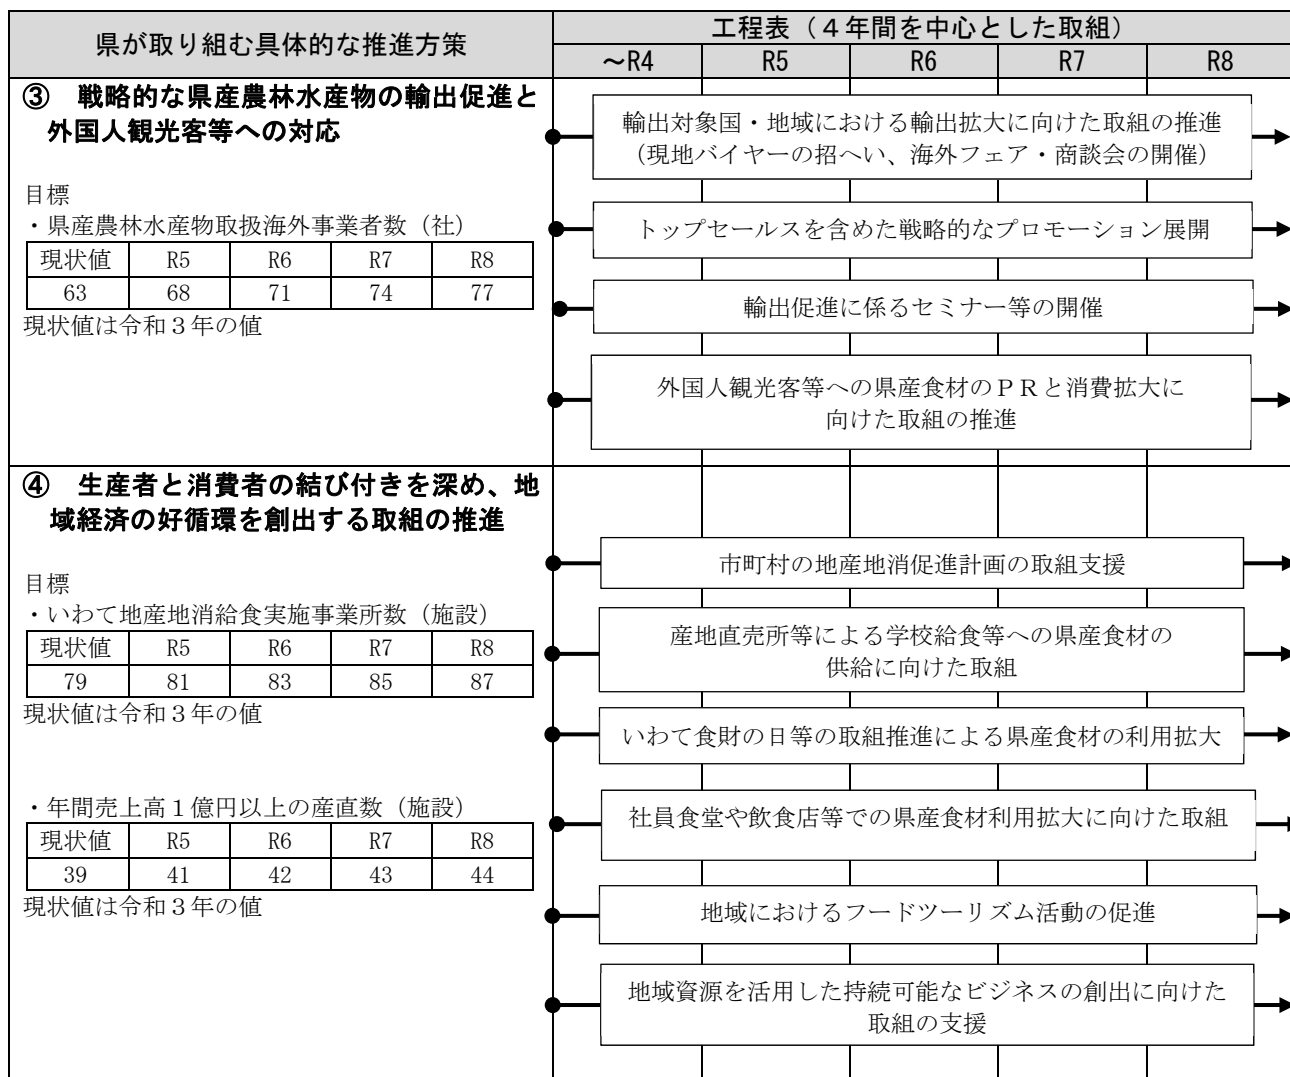 県が取り組む具体的な推進方策
工程表（４年間を中心とした取組）
～R4 R5 R6 R7 R8
③　戦略的な県産農林水産物の輸出促進と
外国人観光客等への対応
目標
・県産農林水産物取扱海外事業者数（社）
現状値 R5 R6 R7 R8
63 68 71 74 77
現状値は令和３年の値
輸出対象国・地域における輸出拡大に向けた取組の推進
（現地バイヤーの招へい、海外フェア・商談会の開催）
トップセールスを含めた戦略的なプロモーション展開
輸出促進に係るセミナー等の開催
外国人観光客等への県産食材のＰＲと消費拡大に
向けた取組の推進
④　生産者と消費者の結び付きを深め、地
域経済の好循環を創出する取組の推進
目標
・いわて地産地消給食実施事業所数（施設）
現状値 R5 R6 R7 R8
79 81 83 85 87
現状値は令和３年の値
・年間売上高１億円以上の産直数（施設）
現状値 R5 R6 R7 R8
39 41 42 43 44
現状値は令和３年の値
市町村の地産地消促進計画の取組支援
産地直売所等による学校給食等への県産食材の
供給に向けた取組
いわて食財の日等の取組推進による県産食材の利用拡大
社員食堂や飲食店等での県産食材利用拡大に向けた取組
地域におけるフードツーリズム活動の促進
地域資源を活用した持続可能なビジネスの創出に向けた
取組の支援